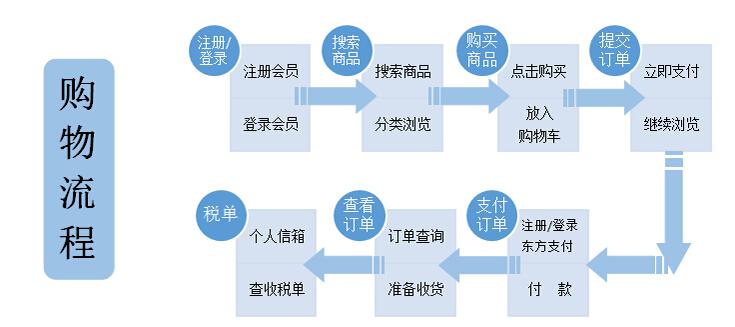 购物流程
注册/
登录
注册会员
登录会员
搜索
商品
搜索商品
分类浏览
购买
商品
点击购买
放入
购物车
提交
订单
立即支付
继续浏览
支付
订单
注册/登录
东方支付
付 款
查看
订单
订单查询
准备收货
税单
个人信箱
查收税单